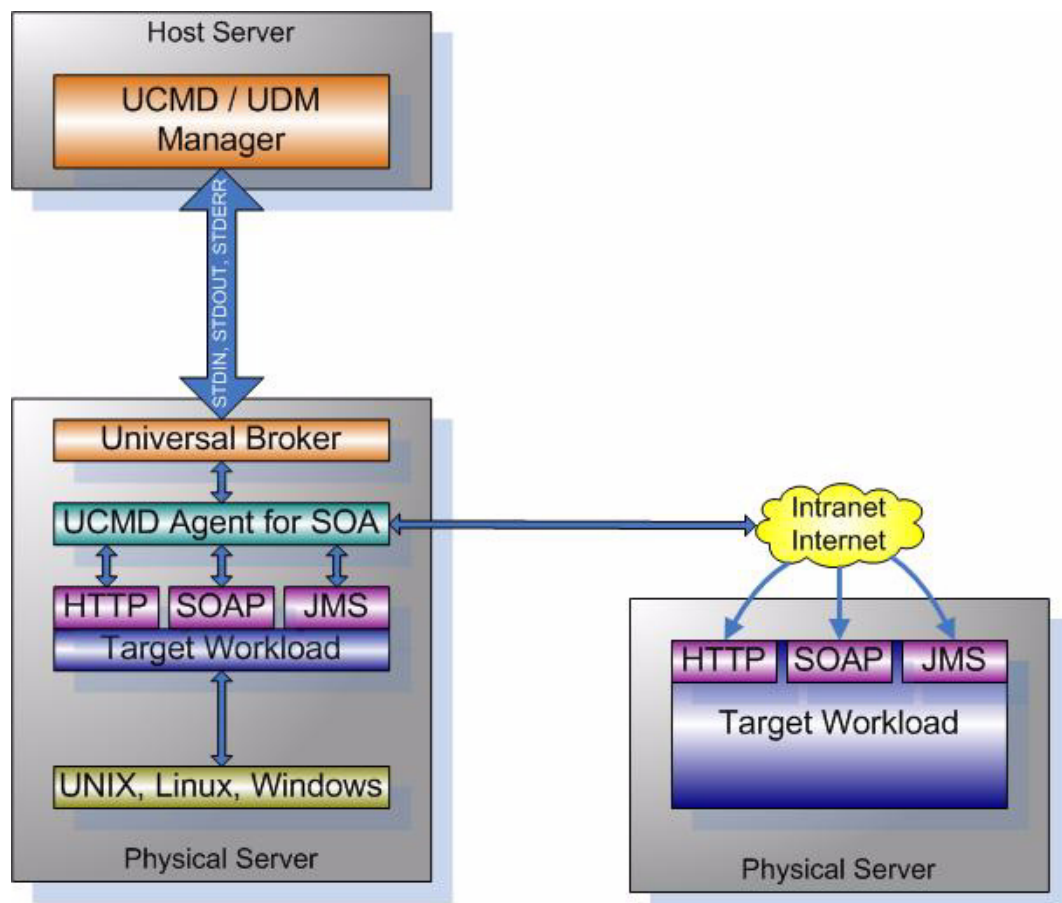 Host Server
UCMD / UDM
Manager
STDIN, STDOUT, STDERR
Universal Broker
UCMD Agent for SOA
HTTP
SOAP
JMS
Target Workload
UNIX, Linux, Windows
Physical Server
Intranet
Internet
HTTP
SOAP
JMS
Target Workload
Physical Server